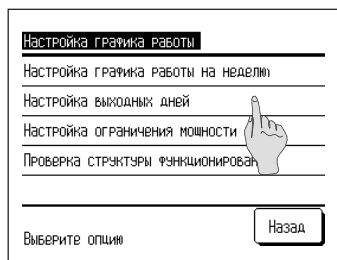 Настройка графика работы
Настройка графика работы на неделю
Настройка выходных дней
Настройка ограничения мощности
Проверка структуры функционирован
Выберите опцию
Назад